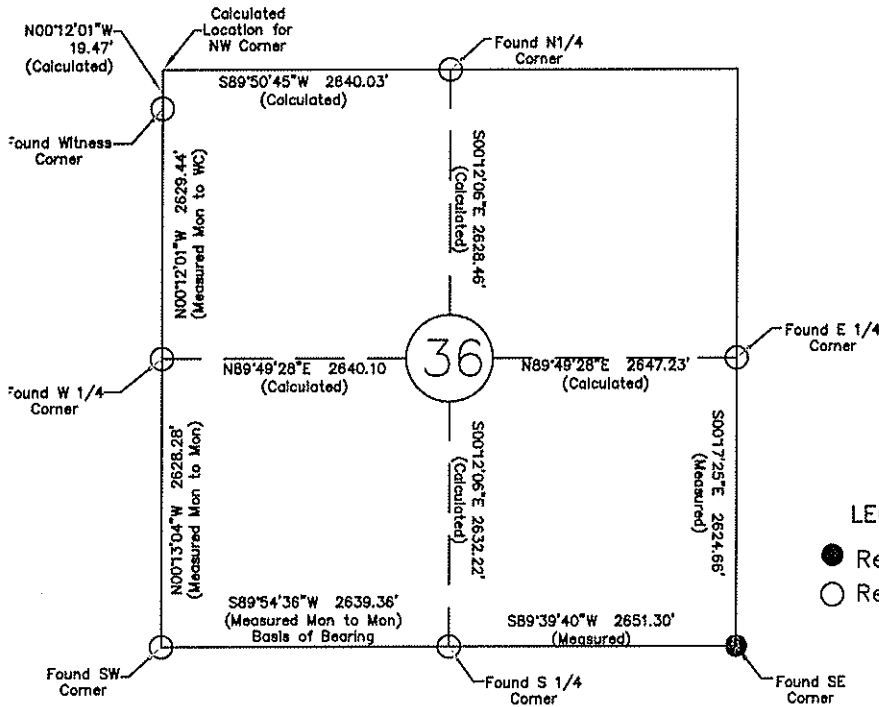 N00°12'01"W
19.47'
(Calculated)
Calculated
Location for
NW Corner
Found N1/4
Corner
S89°50'45"W 2640.03'
(Calculated)
Found Witness
Corner
N00°12'01"W 2629.44'
(Measured Mon to WC)
S00°12'06"E 2628.46'
(Calculated)
36
Found E 1/4
Corner
N89°49'28"E 2640.10
(Calculated)
N89°49'28"E 2647.23'
(Calculated)
Found W 1/4
Corner
N00°13'04"W 2628.28'
(Measured Mon to Mon)
S00°12'06"E 2632.22'
(Calculated)
S00°17'25"E 2624.66'
(Measured)
LE
Re
Re
S89°54'36"W 2639.36'
(Measured Mon to Mon)
Basis of Bearing
S89°39'40"W 2651.30'
(Measured)
Found SW
Corner
Found S 1/4
Corner
Found SE
Corner